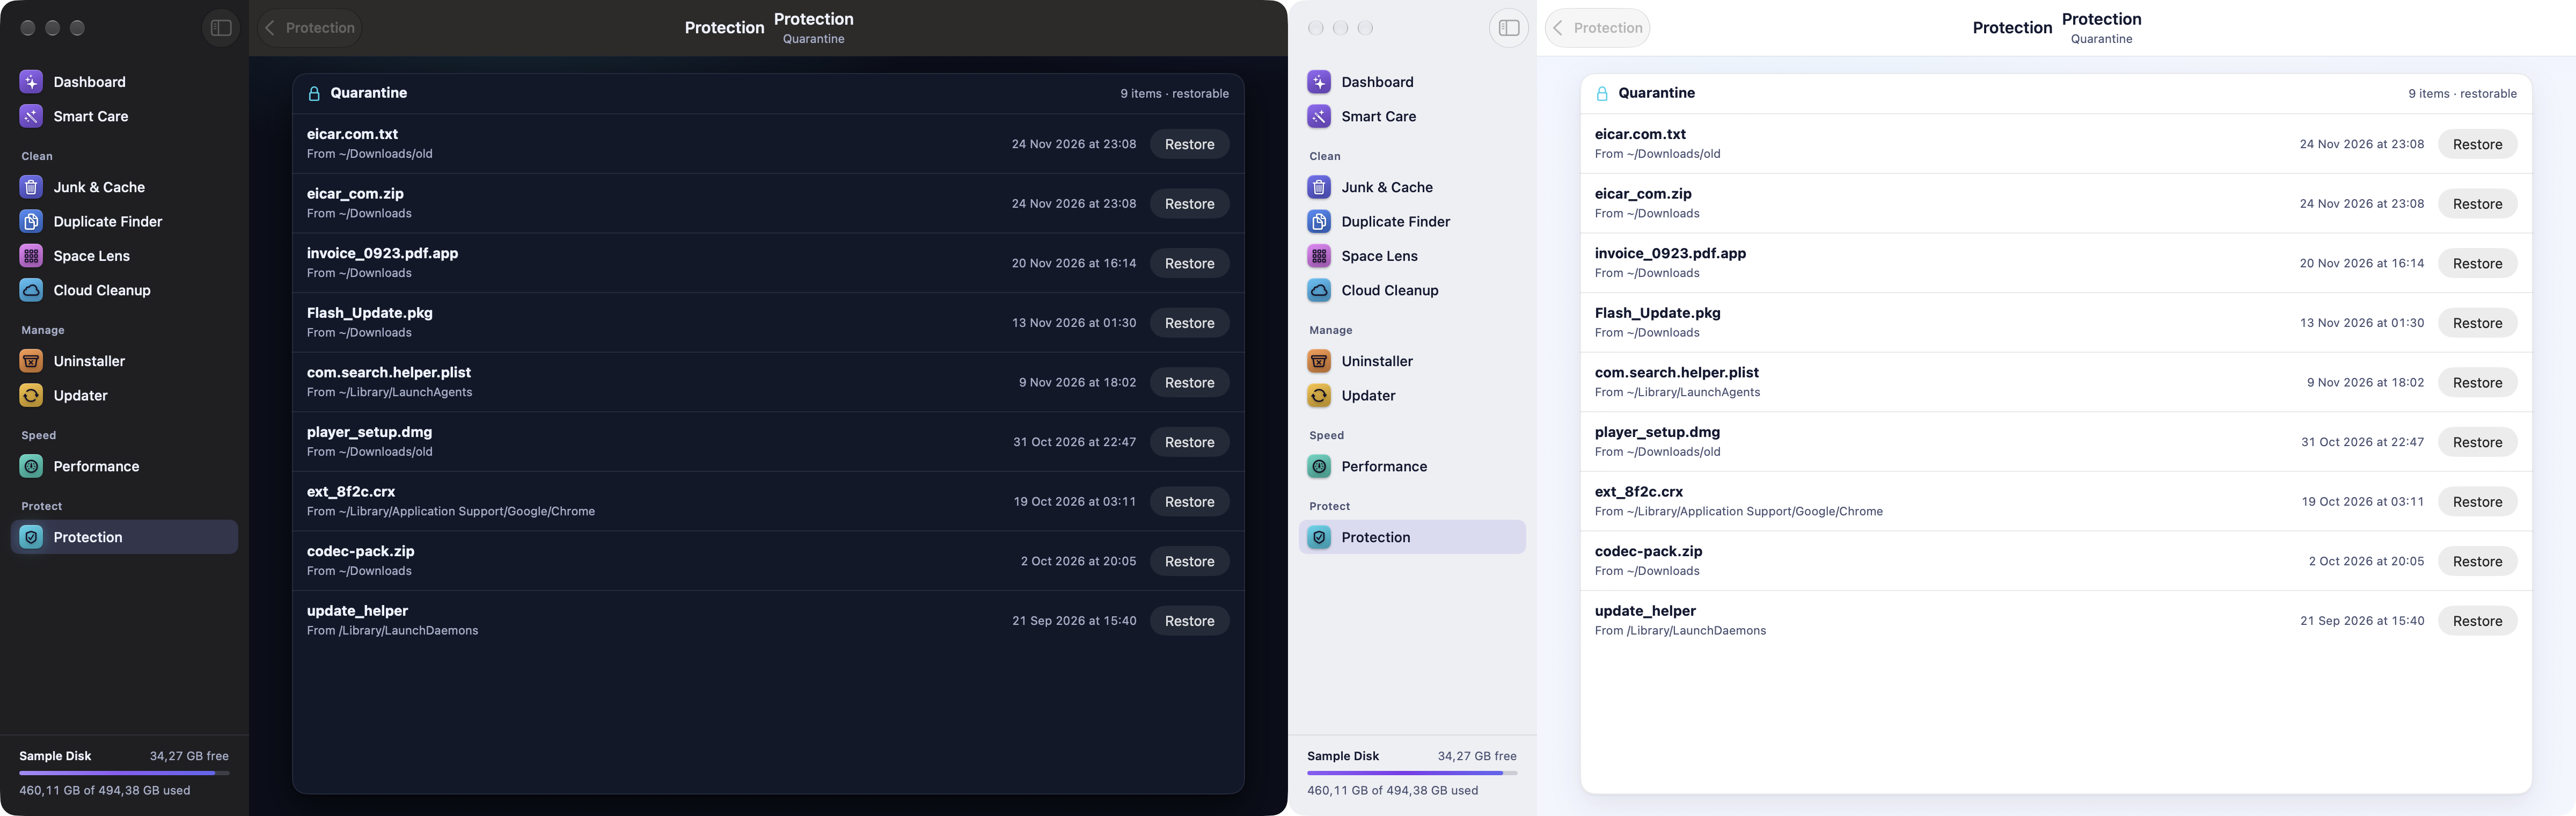 Protection
Protection
Protection
Quarantine
Dashboard
Smart Care
Clean
Junk & Cache
Duplicate Finder
Space Lens
Cloud Cleanup
Manage
Uninstaller
Updater
Speed
Performance
Protect
Protection
Sample Disk 34,27 GB free
460,11 GB of 494,38 GB used
Quarantine 9 items · restorable
eicar.com.txt
From ~/Downloads/old
24 Nov 2026 at 23:08 Restore
eicar_com.zip
From ~/Downloads
24 Nov 2026 at 23:08 Restore
invoice_0923.pdf.app
From ~/Downloads
20 Nov 2026 at 16:14 Restore
Flash_Update.pkg
From ~/Downloads
13 Nov 2026 at 01:30 Restore
com.search.helper.plist
From ~/Library/LaunchAgents
9 Nov 2026 at 18:02 Restore
player_setup.dmg
From ~/Downloads/old
31 Oct 2026 at 22:47 Restore
ext_8f2c.crx
From ~/Library/Application Support/Google/Chrome
19 Oct 2026 at 03:11 Restore
codec-pack.zip
From ~/Downloads
2 Oct 2026 at 20:05 Restore
update_helper
From /Library/LaunchDaemons
21 Sep 2026 at 15:40 Restore
Protection
Protection
Protection
Quarantine
Dashboard
Smart Care
Clean
Junk & Cache
Duplicate Finder
Space Lens
Cloud Cleanup
Manage
Uninstaller
Updater
Speed
Performance
Protect
Protection
Sample Disk 34,27 GB free
460,11 GB of 494,38 GB used
Quarantine 9 items · restorable
eicar.com.txt
From ~/Downloads/old
24 Nov 2026 at 23:08 Restore
eicar_com.zip
From ~/Downloads
24 Nov 2026 at 23:08 Restore
invoice_0923.pdf.app
From ~/Downloads
20 Nov 2026 at 16:14 Restore
Flash_Update.pkg
From ~/Downloads
13 Nov 2026 at 01:30 Restore
com.search.helper.plist
From ~/Library/LaunchAgents
9 Nov 2026 at 18:02 Restore
player_setup.dmg
From ~/Downloads/old
31 Oct 2026 at 22:47 Restore
ext_8f2c.crx
From ~/Library/Application Support/Google/Chrome
19 Oct 2026 at 03:11 Restore
codec-pack.zip
From ~/Downloads
2 Oct 2026 at 20:05 Restore
update_helper
From /Library/LaunchDaemons
21 Sep 2026 at 15:40 Restore